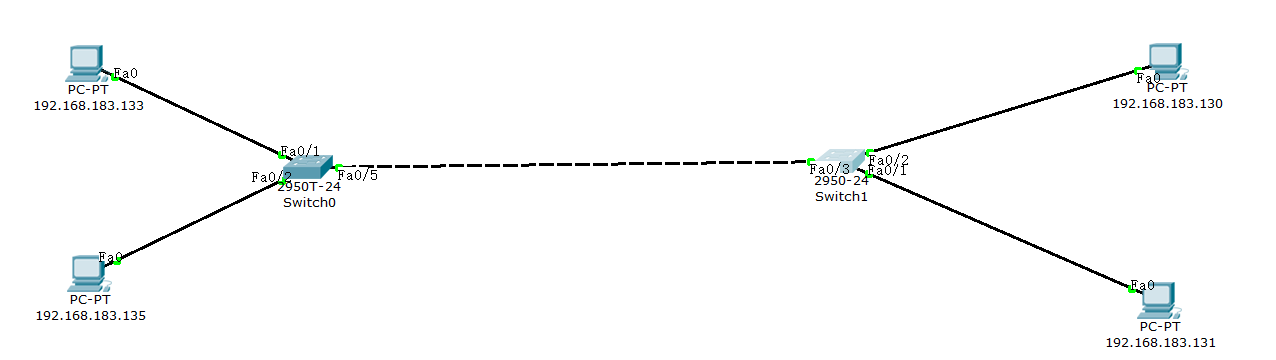 Fa0
PC-PT
192.168.183.133
Fa0/1
Fa0/2
Fa0/5
2950T-24
Switch0
Fa0
PC-PT
192.168.183.135
Fa0/3
Fa0/2
Fa0/1
2950-24
Switch1
Fa0
PC-PT
192.168.183.130
Fa0
PC-PT
192.168.183.131